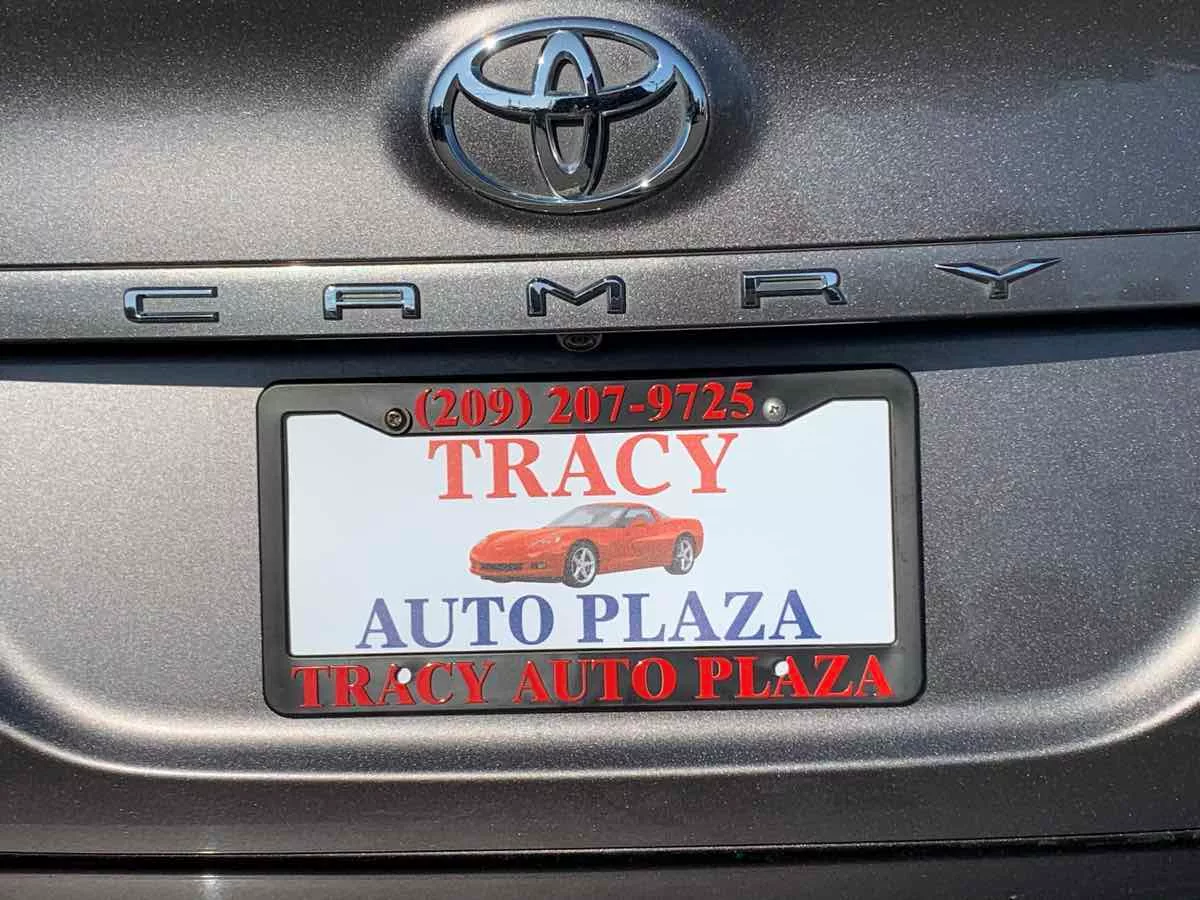 CAMRY
(209) 207-9725
TRACY
AUTO PLAZA
TRACY AUTO PLAZA